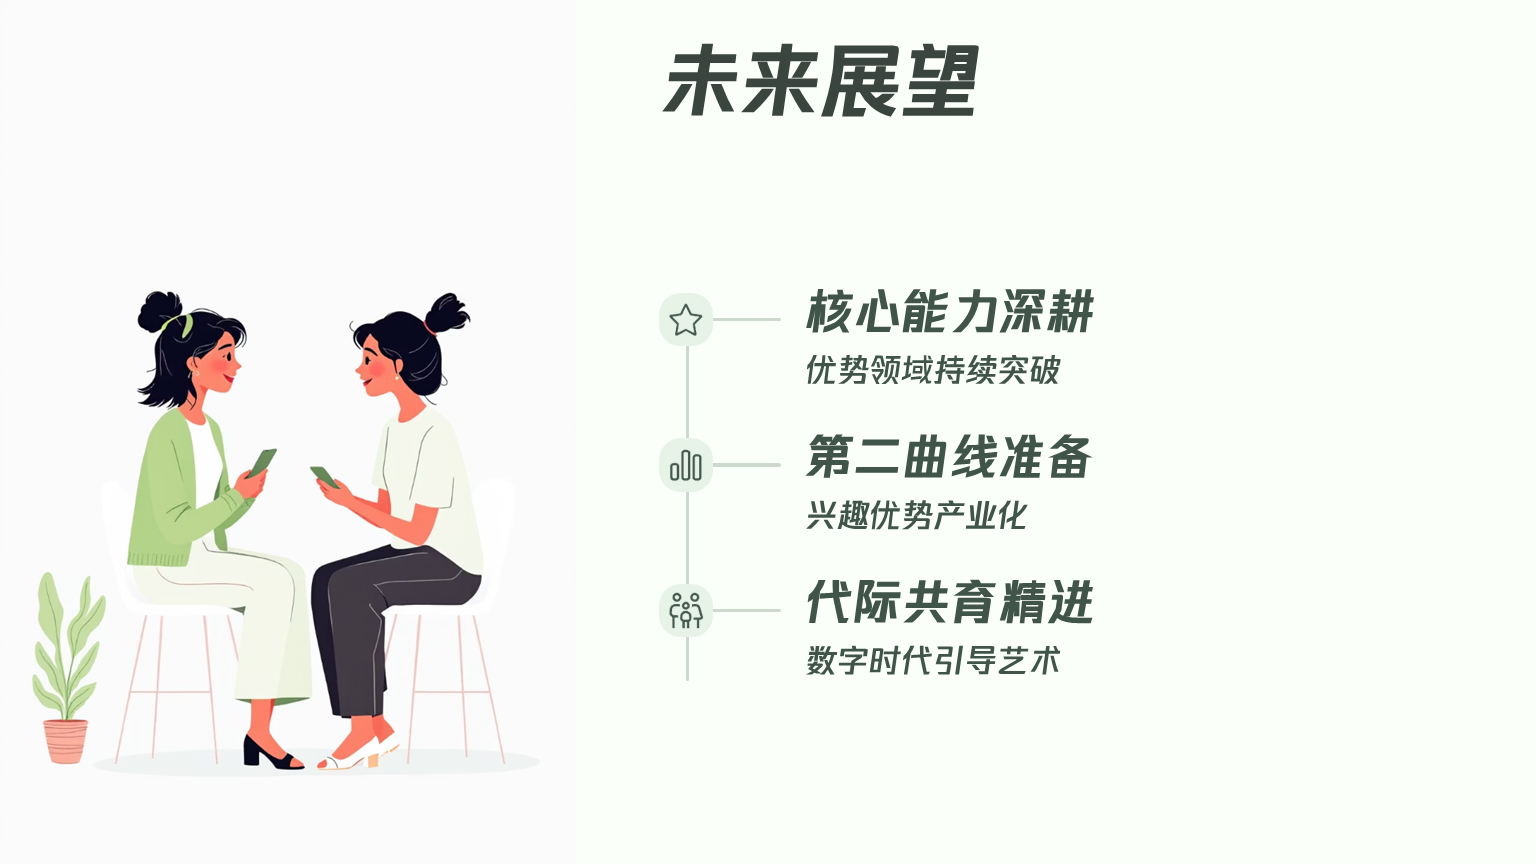 未来展望
核心能力深耕
优势领域持续突破
第二曲线准备
兴趣优势产业化
代际共育精进
数字时代引导艺术